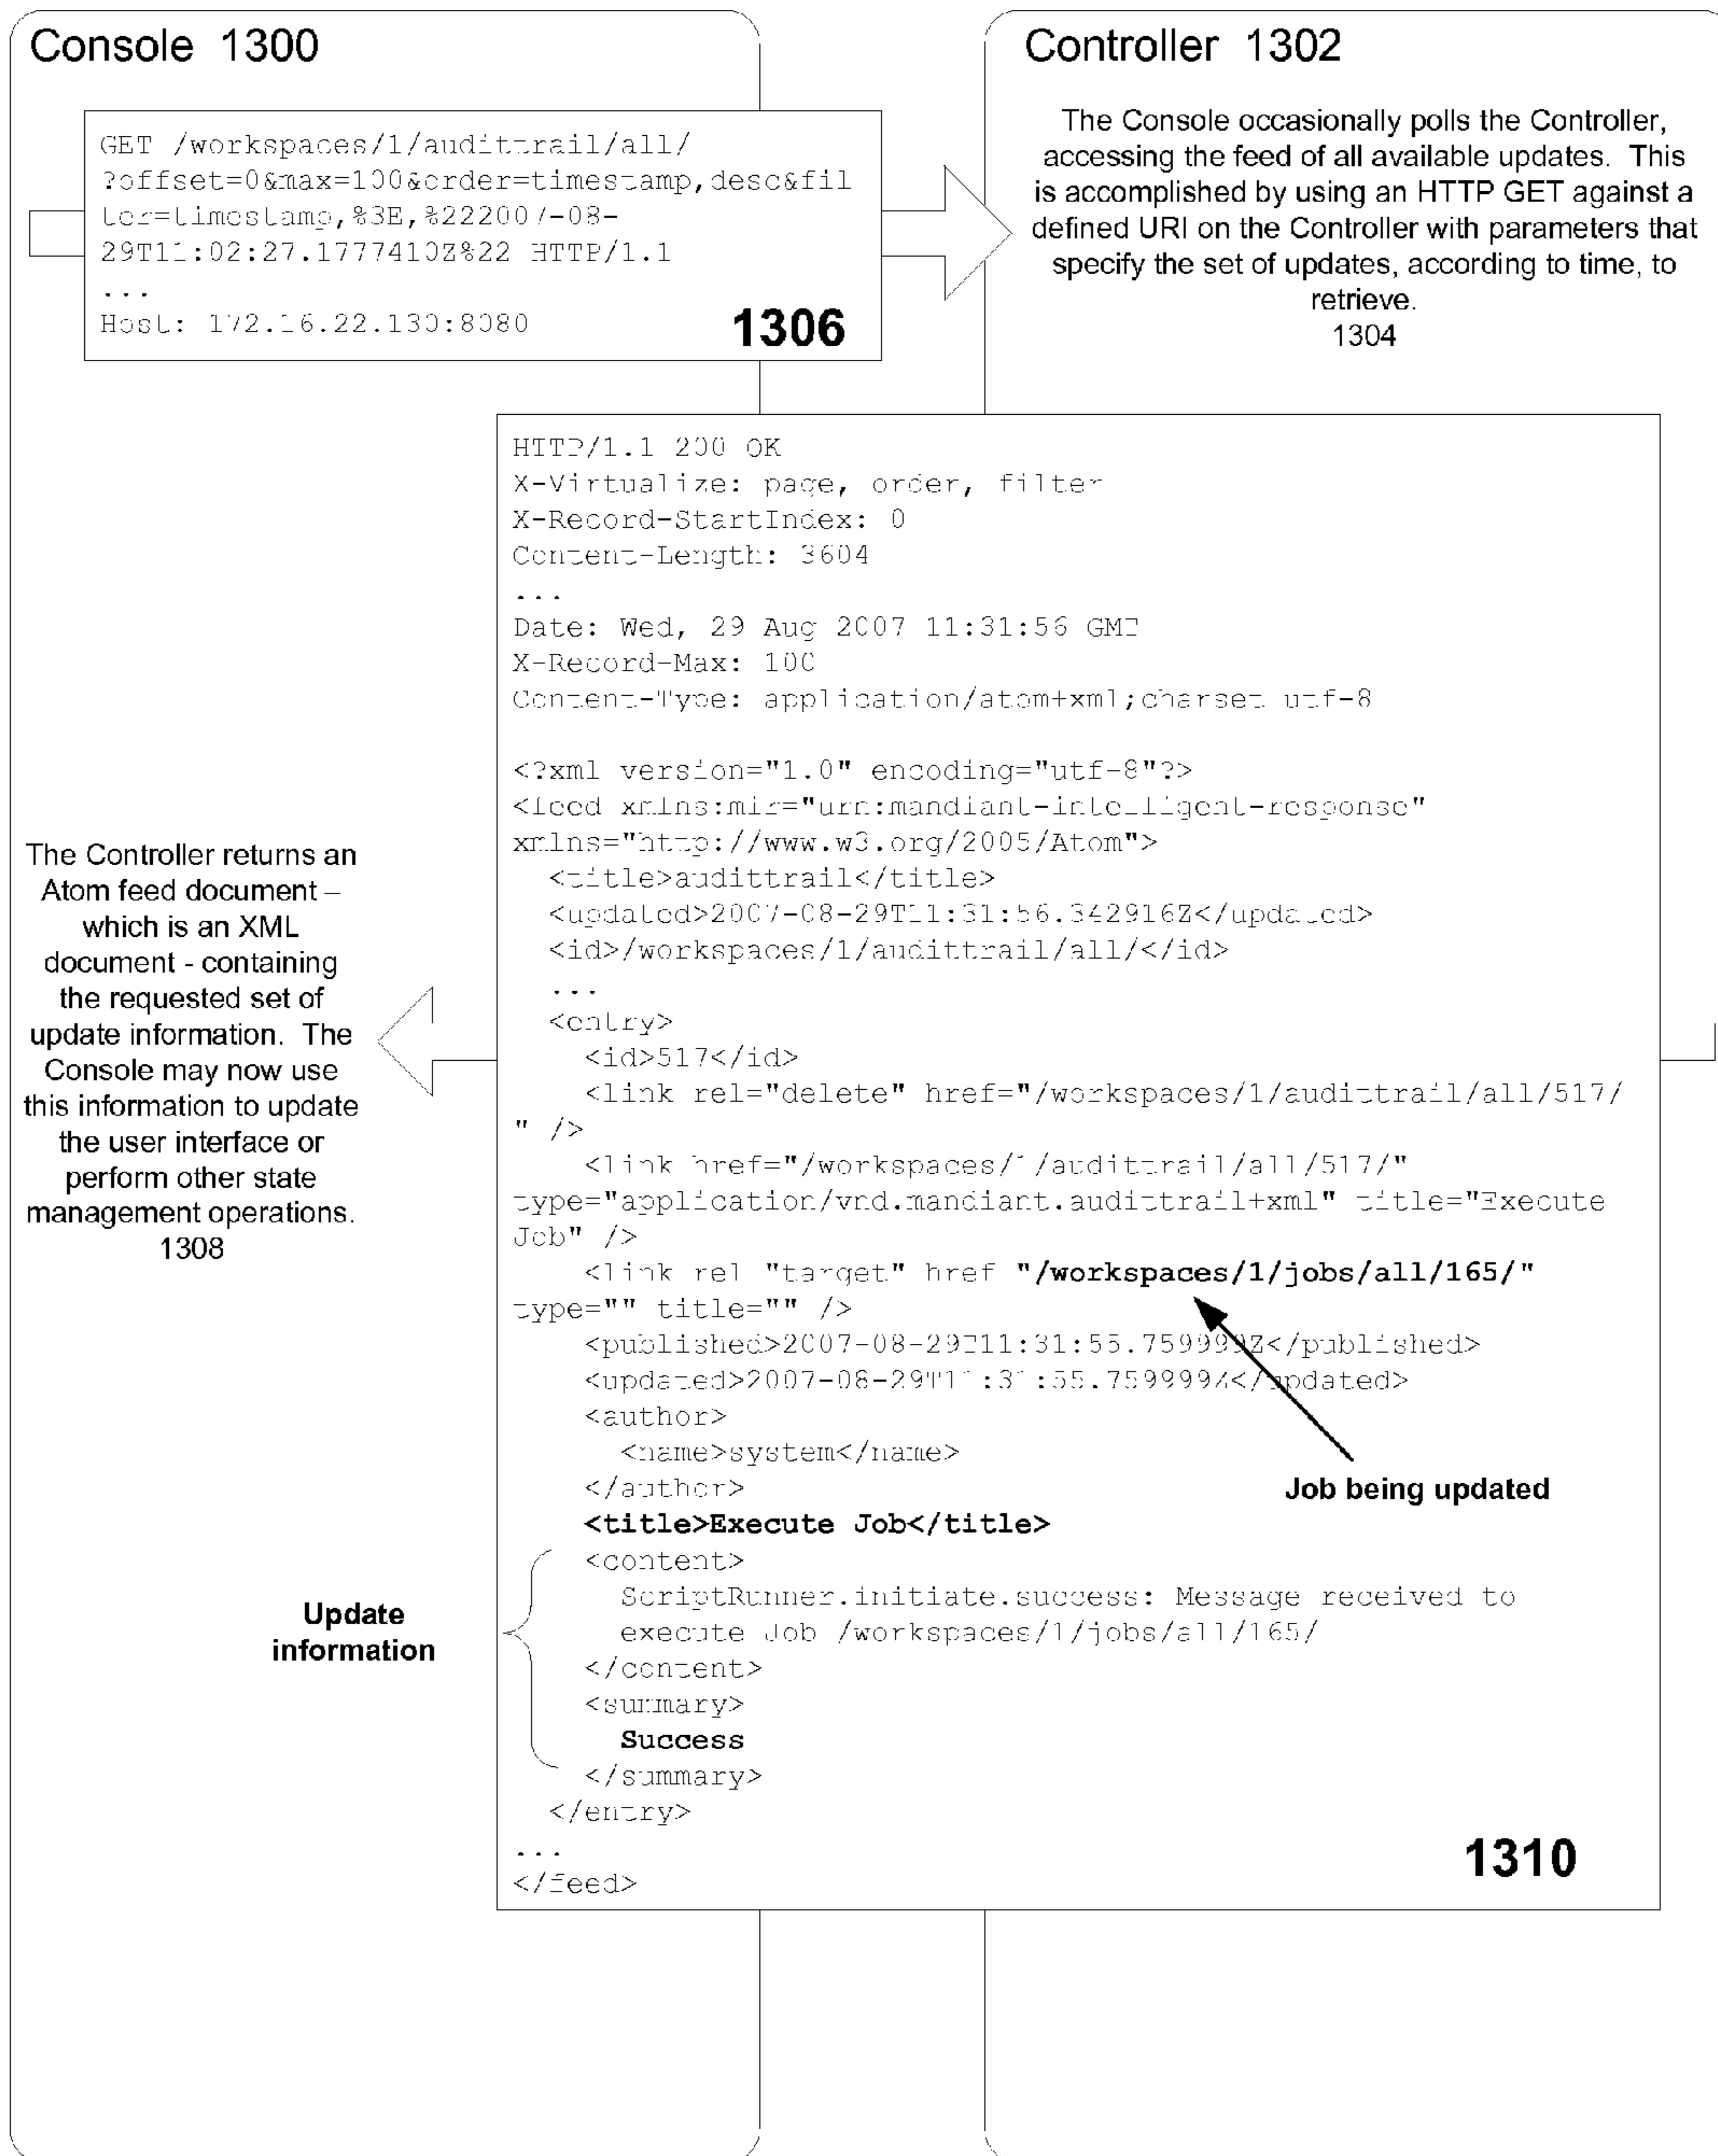 Console 1300
GET /workspaces/1/audittrail/all/
?offset=0&max=100&order=timestamp,desc&fil
ter=timestamp,%3E,%222007-08-
29T11:02:27.1777410Z%22 HTTP/1.1
...
Host: 172.16.22.130:8080
1306
Controller 1302
The Console occasionally polls the Controller,
accessing the feed of all available updates. This
is accomplished by using an HTTP GET against a
defined URI on the Controller with parameters that
specify the set of updates, according to time, to
retrieve.
1304
HTTP/1.1 200 OK
X-Virtualize: page, order, filter
X-Record-StartIndex: 0
Content-Length: 3604
...
Date: Wed, 29 Aug 2007 11:31:56 GMT
X-Record-Max: 100
Content-Type: application/atom+xml;charset utf-8
<?xml version="1.0" encoding="utf-8"?>
<feed xmlns:mir="urn:mandiant-intelligent-response"
xmlns="http://www.w3.org/2005/Atom">
<title>audittrail</title>
<updated>2007-08-29T11:31:56.342916Z</updated>
<id>/workspaces/1/audittrail/all/</id>
...
<entry>
<id>517</id>
<link rel="delete" href="/workspaces/1/audittrail/all/517/
" />
<link href="/workspaces/1/audittrail/all/517/"
type="application/vnd.mandiant.audittrail+xml" title="Execute
Job" />
<link rel "target" href "/workspaces/1/jobs/all/165/"
type="" title="" />
<published>2007-08-29T11:31:55.759999Z</published>
<updated>2007-08-29T11:31:55.759999Z</updated>
<author>
<name>system</name>
</author>
<title>Execute Job</title>
<content>
ScriptRunner.initiate.success: Message received to
execute Job /workspaces/1/jobs/all/165/
</content>
<summary>
Success
</summary>
</entry>
...
</feed>
1310
Job being updated
Update
information
The Controller returns an
Atom feed document –
which is an XML
document - containing
the requested set of
update information. The
Console may now use
this information to update
the user interface or
perform other state
management operations.
1308